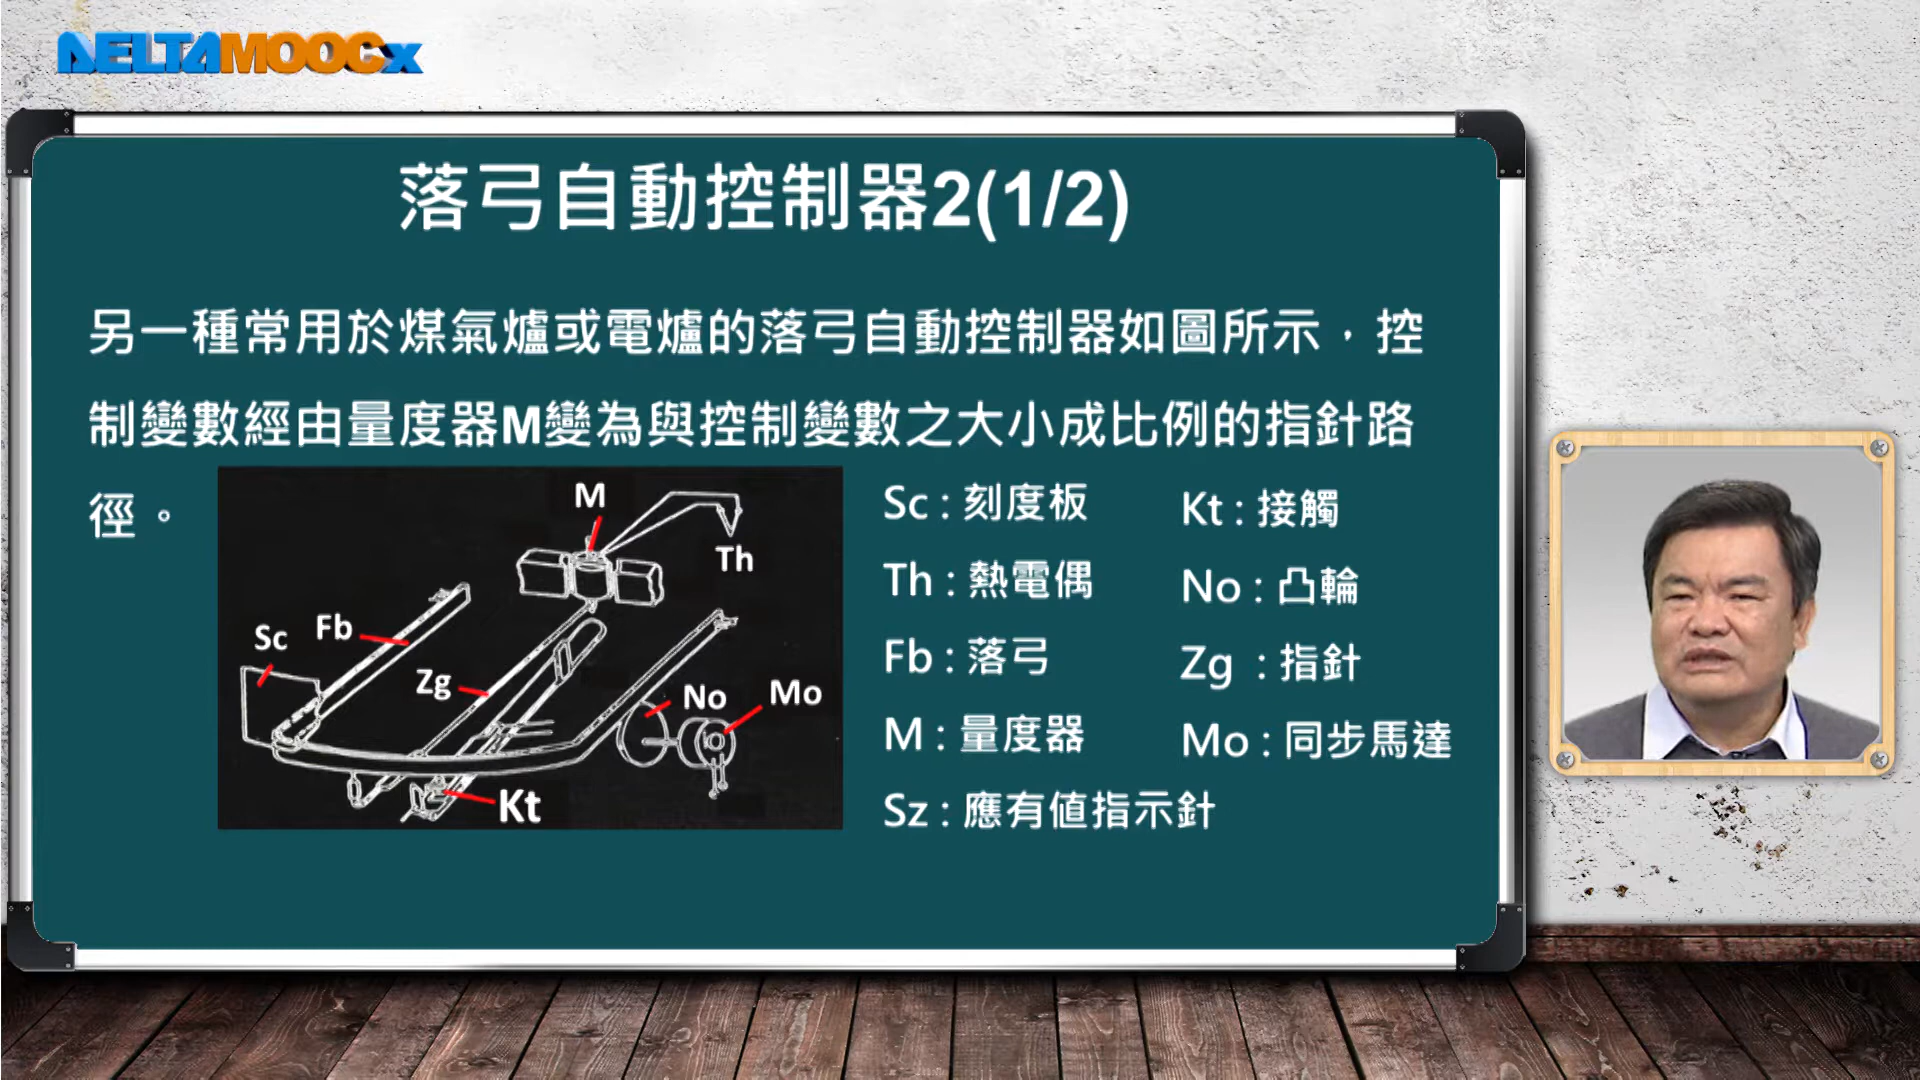 DELTAMOOCx
落弓自動控制器2(1/2)
另一種常用於煤氣爐或電爐的落弓自動控制器如圖所示，控
制變數經由量度器M變為與控制變數之大小成比例的指針路
徑。
M
Th
Sc
Fb
Zg
No
Mo
Kt
Sc : 刻度板
Th : 熱電偶
Fb : 落弓
M : 量度器
Sz : 應有值指示針
Kt : 接觸
No : 凸輪
Zg : 指針
Mo : 同步馬達